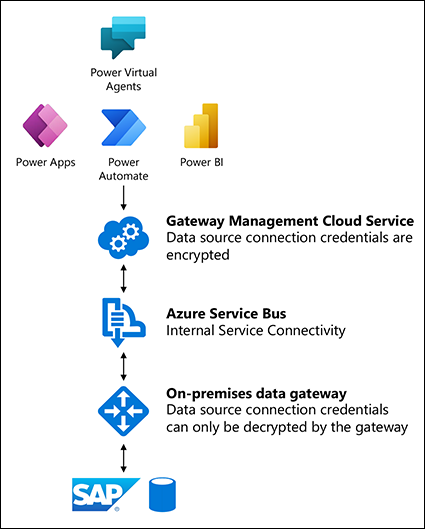 Power Virtual
Agents
Power Apps
Power
Automate
Power BI
Gateway Management Cloud Service
Data source connection credentials are
encrypted
Azure Service Bus
Internal Service Connectivity
On-premises data gateway
Data source connection credentials
can only be decrypted by the gateway
SAP®